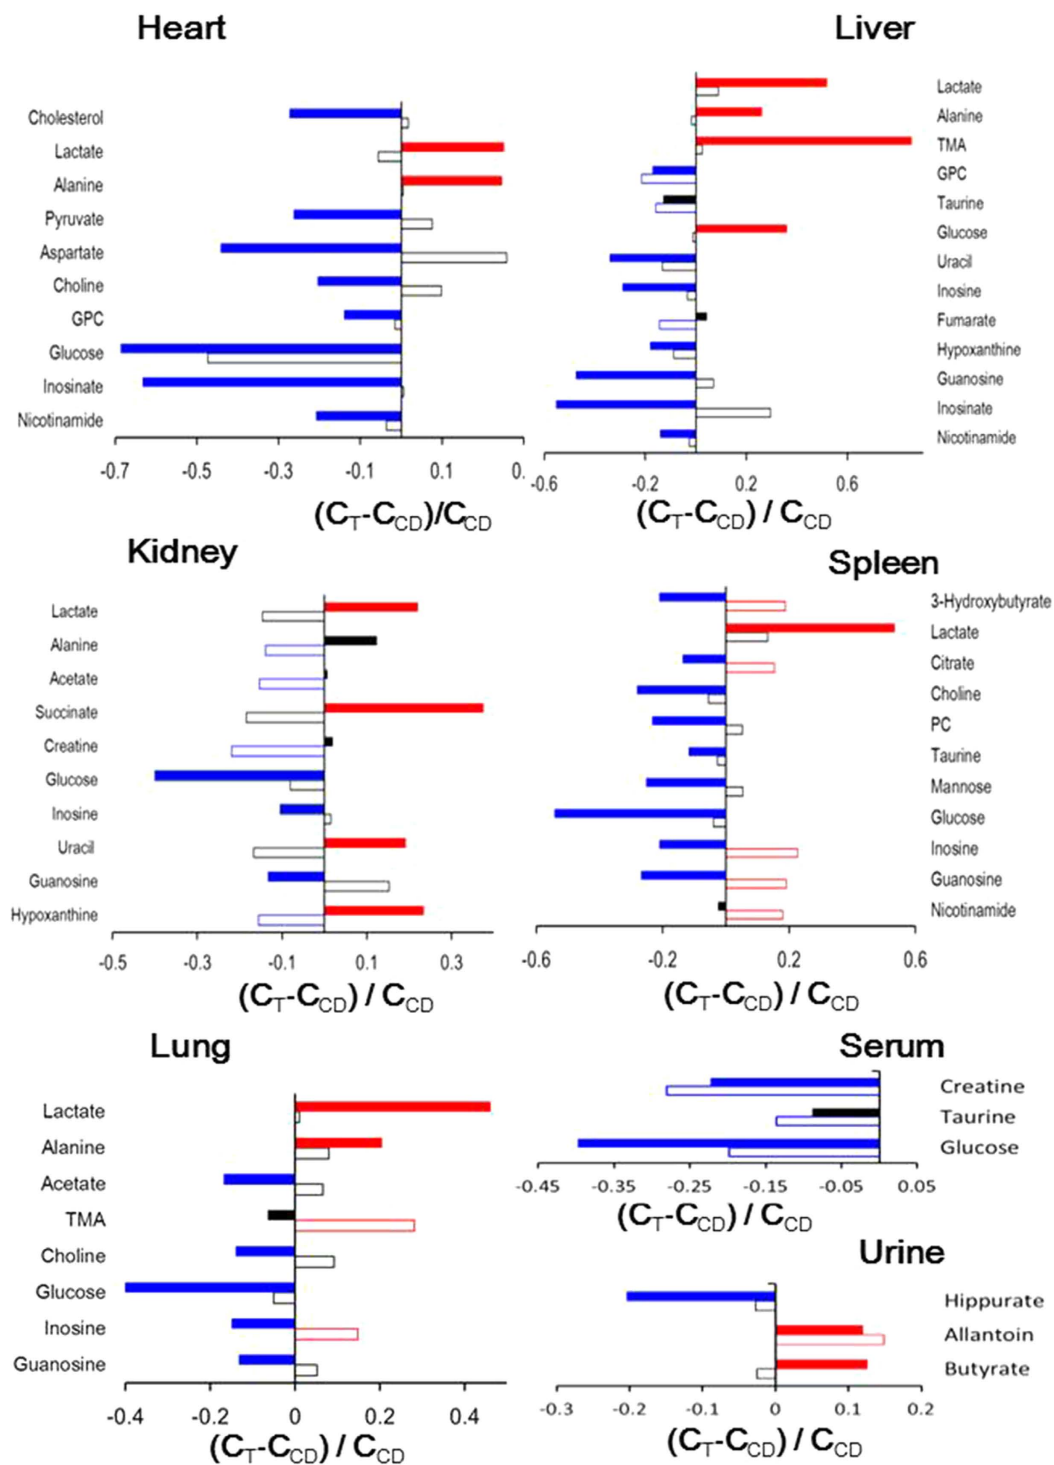 Heart
Cholesterol
Lactate
Alanine
Pyruvate
Aspartate
Choline
GPC
Glucose
Inosinate
Nicotinamide
-0.7 -0.5 -0.3 -0.1 0.1 0.
(CT-CCD)/CCD
Liver
Lactate
Alanine
TMA
GPC
Taurine
Glucose
Uracil
Inosine
Fumarate
Hypoxanthine
Guanosine
Inosinate
Nicotinamide
-0.6 -0.2 0.2 0.6
(CT-CCD) / CCD
Kidney
Lactate
Alanine
Acetate
Succinate
Creatine
Glucose
Inosine
Uracil
Guanosine
Hypoxanthine
-0.5 -0.3 -0.1 0.1 0.3
(CT-CCD) / CCD
Spleen
3-Hydroxybutyrate
Lactate
Citrate
Choline
PC
Taurine
Mannose
Glucose
Inosine
Guanosine
Nicotinamide
-0.6 -0.2 0.2 0.6
(CT-CCD) / CCD
Lung
Lactate
Alanine
Acetate
TMA
Choline
Glucose
Inosine
Guanosine
-0.4 -0.2 0 0.2 0.4
(CT-CCD) / CCD
Serum
Creatine
Taurine
Glucose
-0.45 -0.35 -0.25 -0.15 -0.05 0.05
(CT-CCD) / CCD
Urine
Hippurate
Allantoin
Butyrate
-0.3 -0.2 -0.1 0 0.1 0.2
(CT-CCD) / CCD